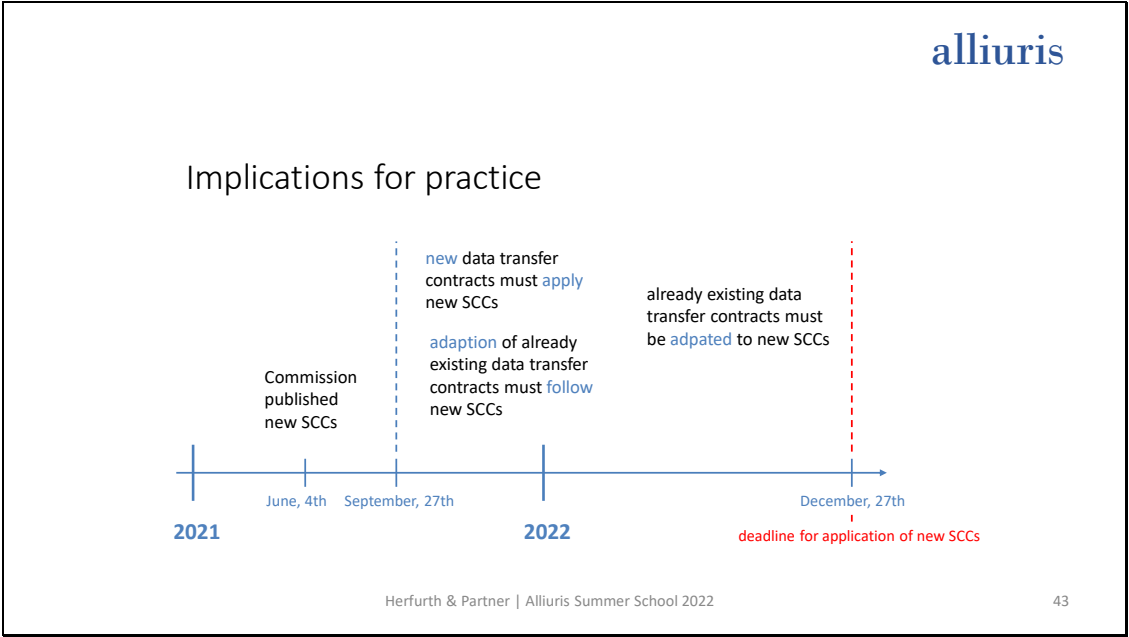 alliuris
Implications for practice
new data transfer
contracts must apply
new SCCs
adaption of already
existing data transfer
contracts must follow
new SCCs
already existing data
transfer contracts must
be adpated to new SCCs
Commission
published
new SCCs
June, 4th
September, 27th
December, 27th
2021
2022
deadline for application of new SCCs
Herfurth & Partner | Alliuris Summer School 2022
43